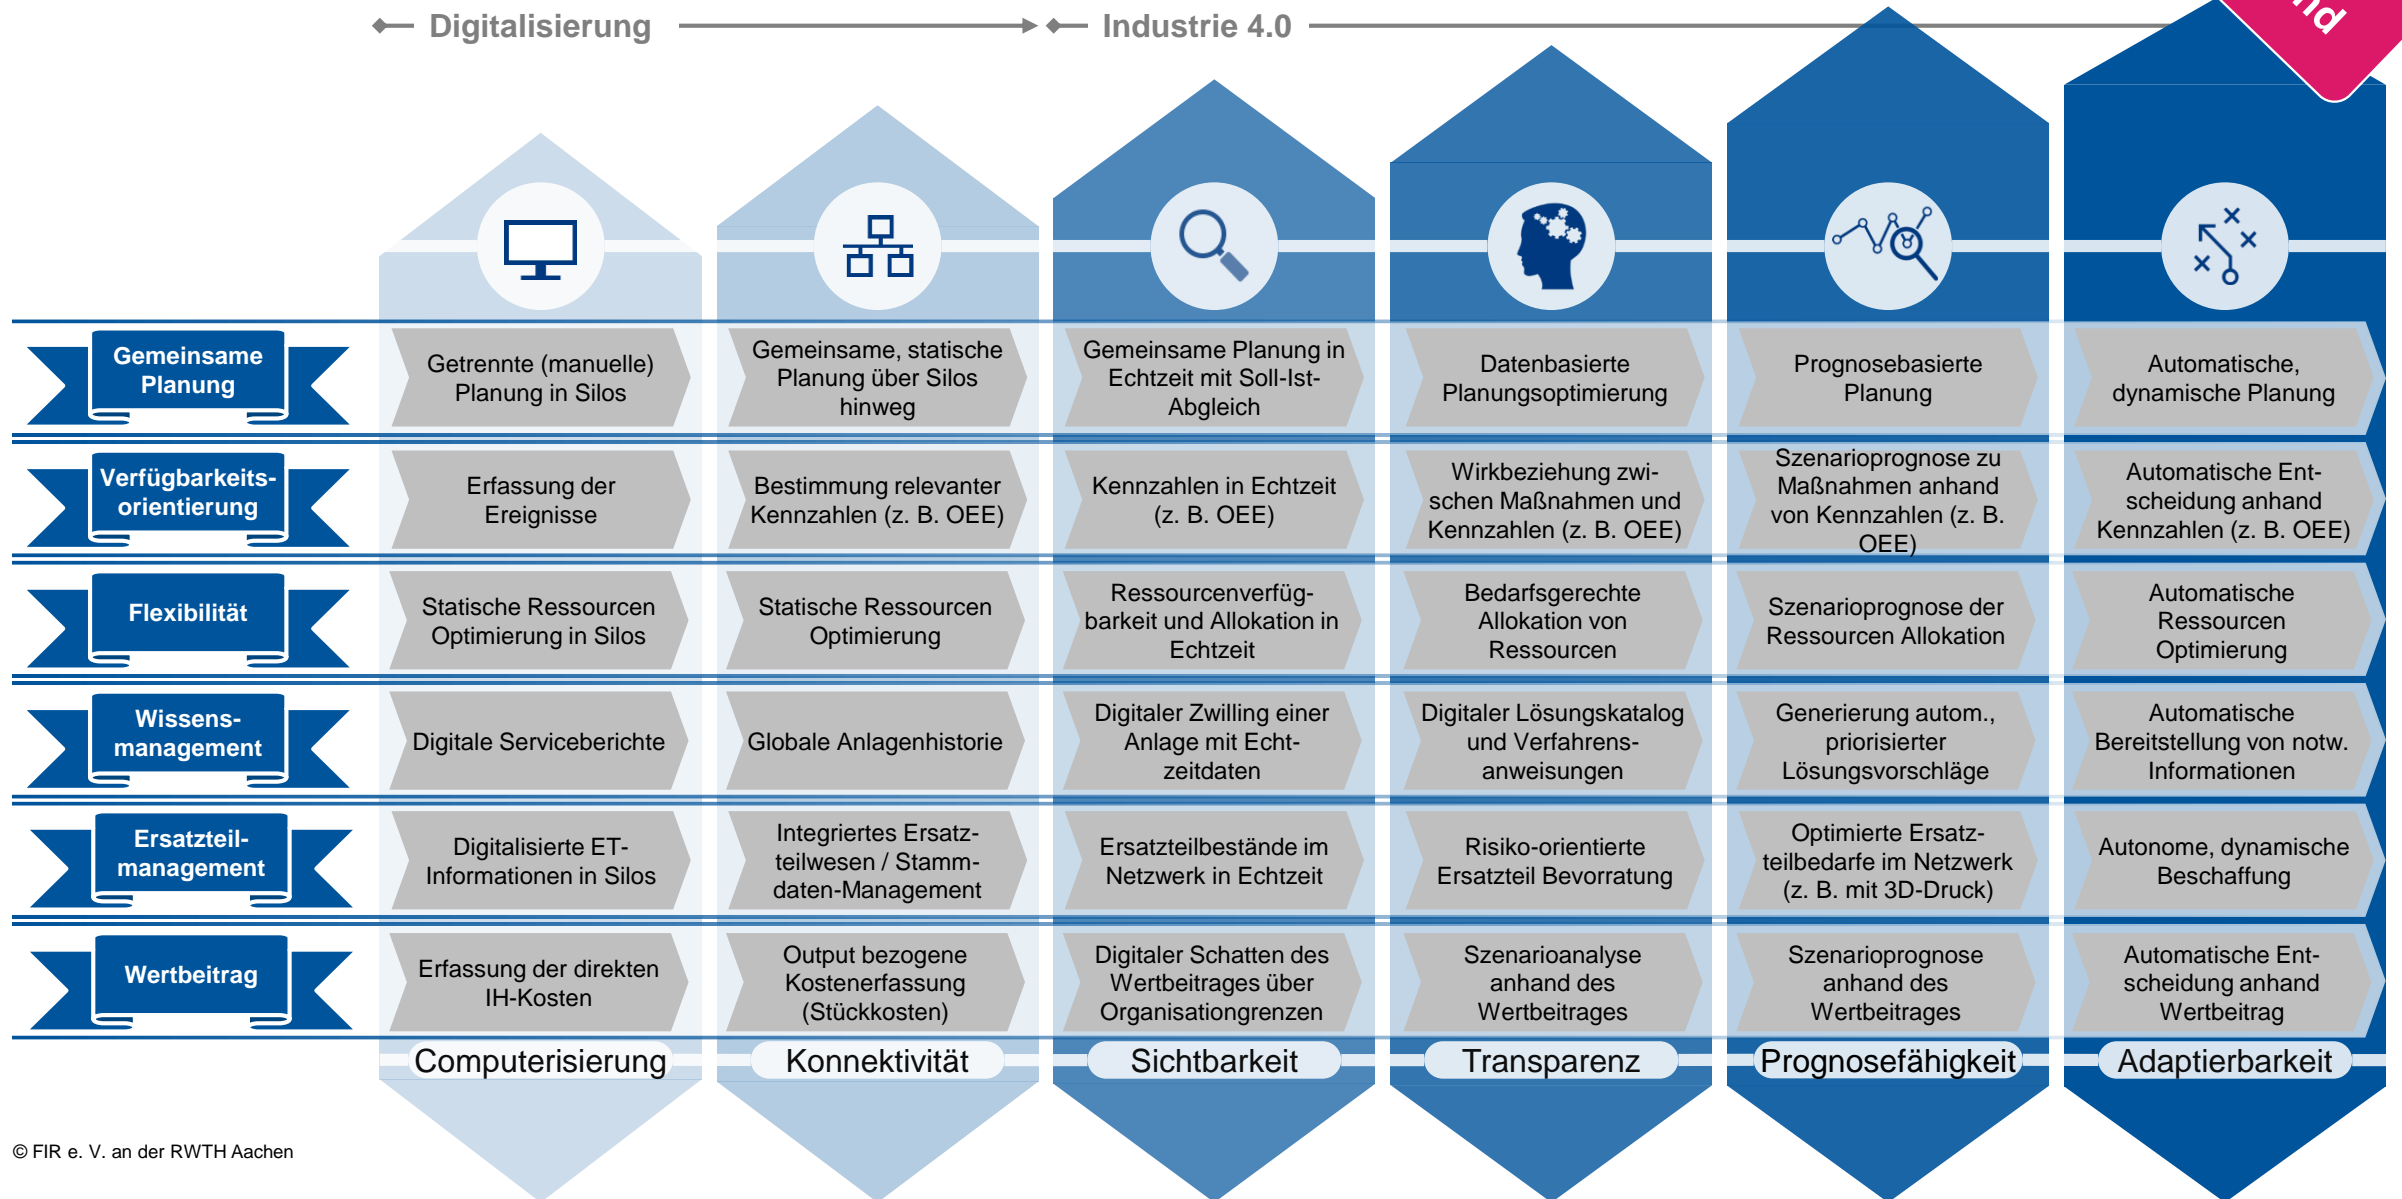 Digitalisierung
Industrie 4.0
nd
Gemeinsame
Planung
Getrennte (manuelle)
Planung in Silos
Gemeinsame, statische
Planung über Silos
hinweg
Gemeinsame Planung in
Echtzeit mit Soll-Ist-
Abgleich
Datenbasierte
Planungsoptimierung
Prognosebasierte
Planung
Automatische,
dynamische Planung
Verfügbarkeits-
orientierung
Erfassung der
Ereignisse
Bestimmung relevanter
Kennzahlen (z. B. OEE)
Kennzahlen in Echtzeit
(z. B. OEE)
Wirkbeziehung zwi-
schen Maßnahmen und
Kennzahlen (z. B. OEE)
Szenarioprognose zu
Maßnahmen anhand
von Kennzahlen (z. B.
OEE)
Automatische Ent-
scheidung anhand
Kennzahlen (z. B. OEE)
Flexibilität
Statische Ressourcen
Optimierung in Silos
Statische Ressourcen
Optimierung
Ressourcenverfüg-
barkeit und Allokation in
Echtzeit
Bedarfsgerechte
Allokation von
Ressourcen
Szenarioprognose der
Ressourcen Allokation
Automatische
Ressourcen
Optimierung
Wissens-
management
Digitale Serviceberichte
Globale Anlagenhistorie
Digitaler Zwilling einer
Anlage mit Echt-
zeitdaten
Digitaler Lösungskatalog
und Verfahrens-
anweisungen
Generierung autom.,
priorisierter
Lösungsvorschläge
Automatische
Bereitstellung von notw.
Informationen
Ersatzteil-
management
Digitalisierte ET-
Informationen in Silos
Integriertes Ersatz-
teilwesen / Stamm-
daten-Management
Ersatzteilbestände im
Netzwerk in Echtzeit
Risiko-orientierte
Ersatzteil Bevorratung
Optimierte Ersatz-
teilbedarfe im Netzwerk
(z. B. mit 3D-Druck)
Autonome, dynamische
Beschaffung
Wertbeitrag
Erfassung der direkten
IH-Kosten
Output bezogene
Kostenerfassung
(Stückkosten)
Digitaler Schatten des
Wertbeitrages über
Organisationgrenzen
Szenarioanalyse
anhand des
Wertbeitrages
Szenarioprognose
anhand des
Wertbeitrages
Automatische Ent-
scheidung anhand
Wertbeitrag
Computerisierung
Konnektivität
Sichtbarkeit
Transparenz
Prognosefähigkeit
Adaptierbarkeit
© FIR e. V. an der RWTH Aachen